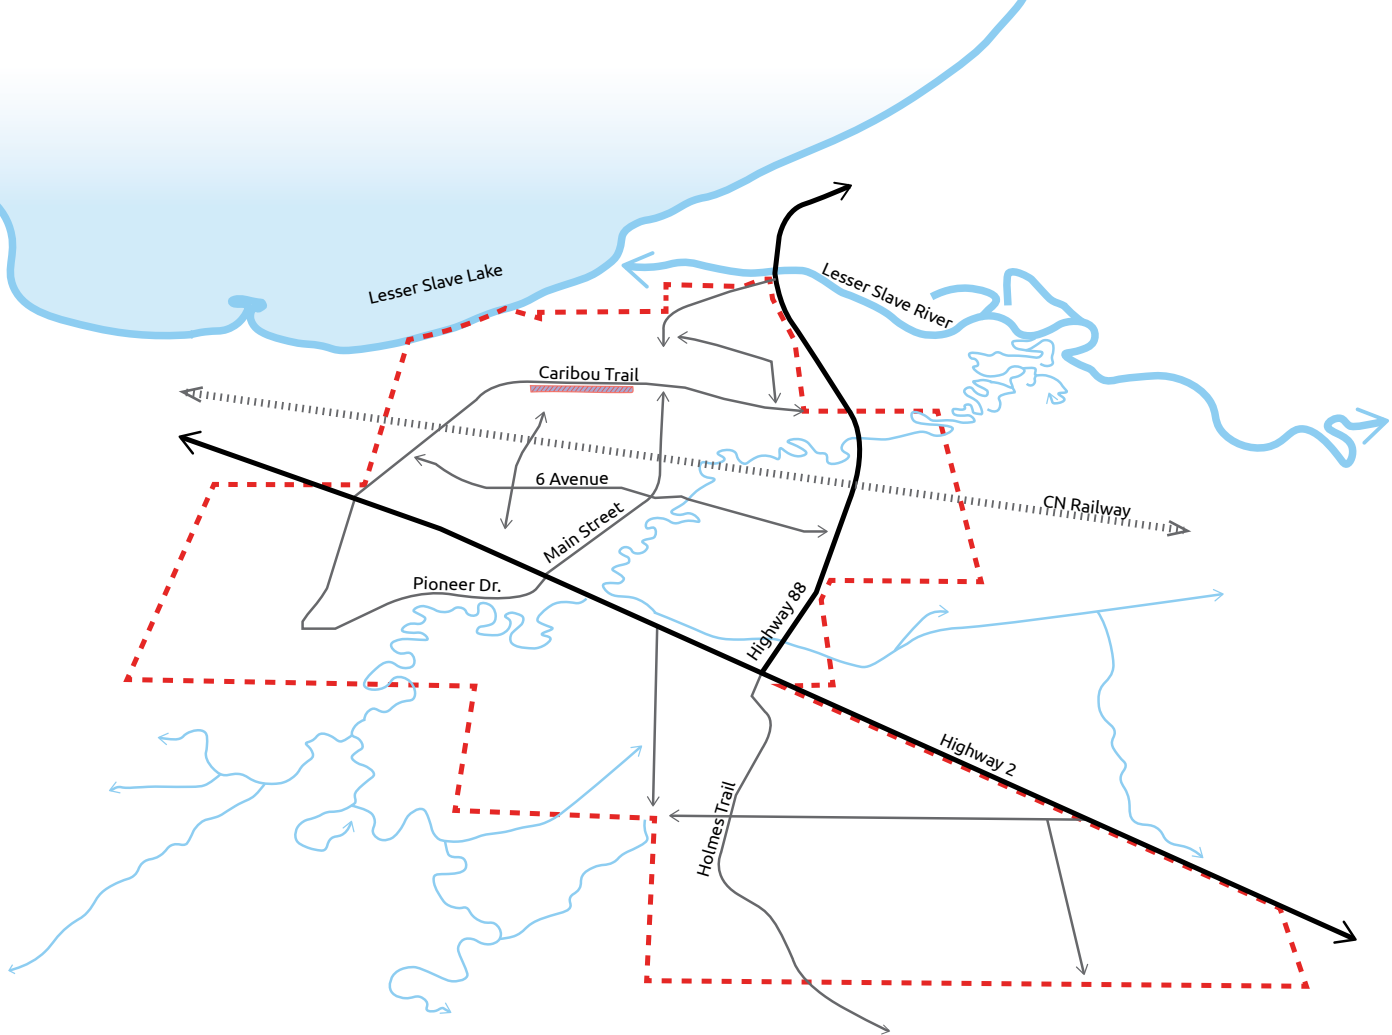 Lesser Slave Lake
Lesser Slave River
Caribou Trail
6 Avenue
CN Railway
Main Street
Pioneer Dr.
Highway 88
Highway 2
Holmes Trail